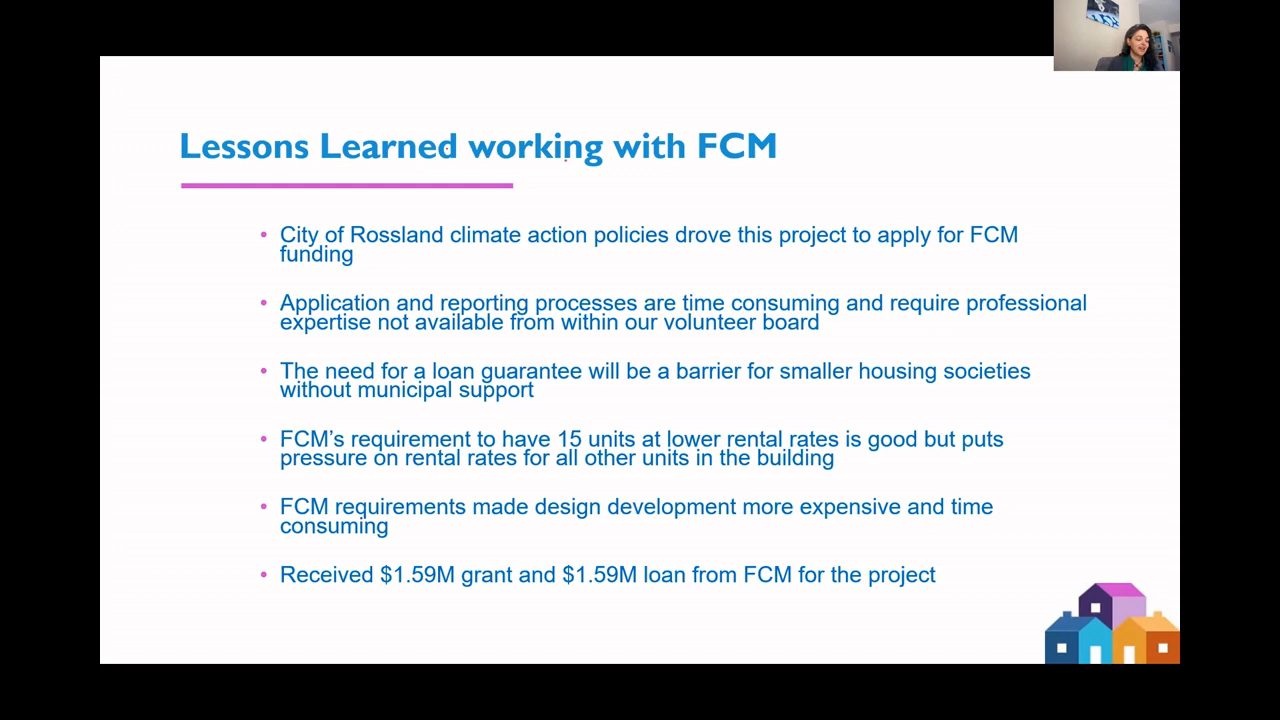 Lessons Learned working with FCM
• City of Rossland climate action policies drove this project to apply for FCM
funding
• Application and reporting processes are time consuming and require professional
expertise not available from within our volunteer board
• The need for a loan guarantee will be a barrier for smaller housing societies
without municipal support
• FCM’s requirement to have 15 units at lower rental rates is good but puts
pressure on rental rates for all other units in the building
• FCM requirements made design development more expensive and time
consuming
• Received $1.59M grant and $1.59M loan from FCM for the project